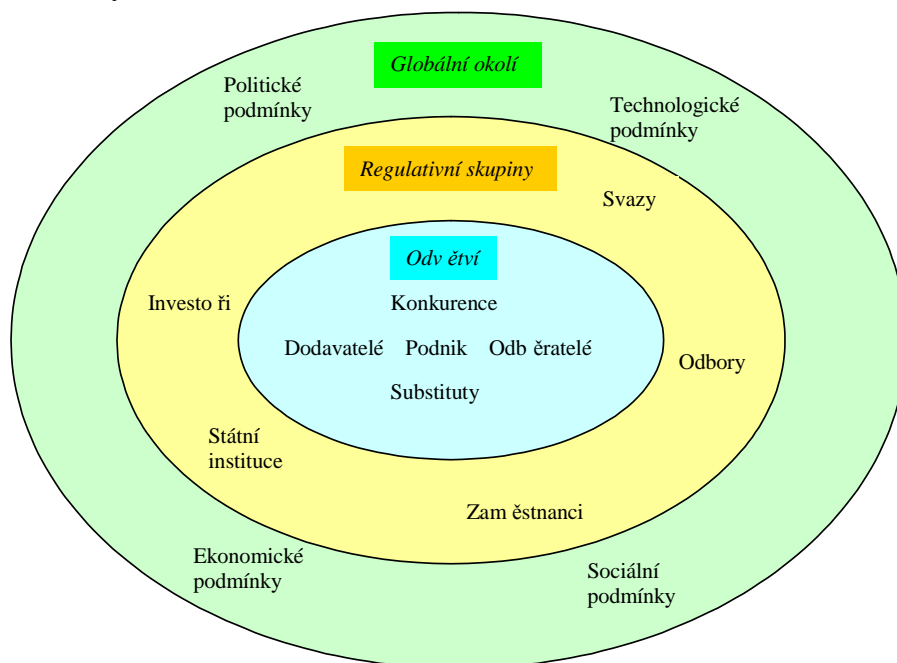 Globální okolí
Politické
podmínky
Technologické
podmínky
Regulativní skupiny
Svazy
Odv ětví
Investo ři
Konkurence
Dodavatelé Podnik Odb ěratelé
Odbory
Substituty
Státní
instituce
Zam ěstnanci
Ekonomické
podmínky
Sociální
podmínky